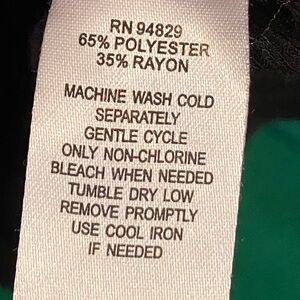 RN 94829
65% POLYESTER
35% RAYON
MACHINE WASH COLD
SEPARATELY
GENTLE CYCLE
ONLY NON-CHLORINE
BLEACH WHEN NEEDED
TUMBLE DRY LOW
REMOVE PROMPTLY
USE COOL IRON
IF NEEDED